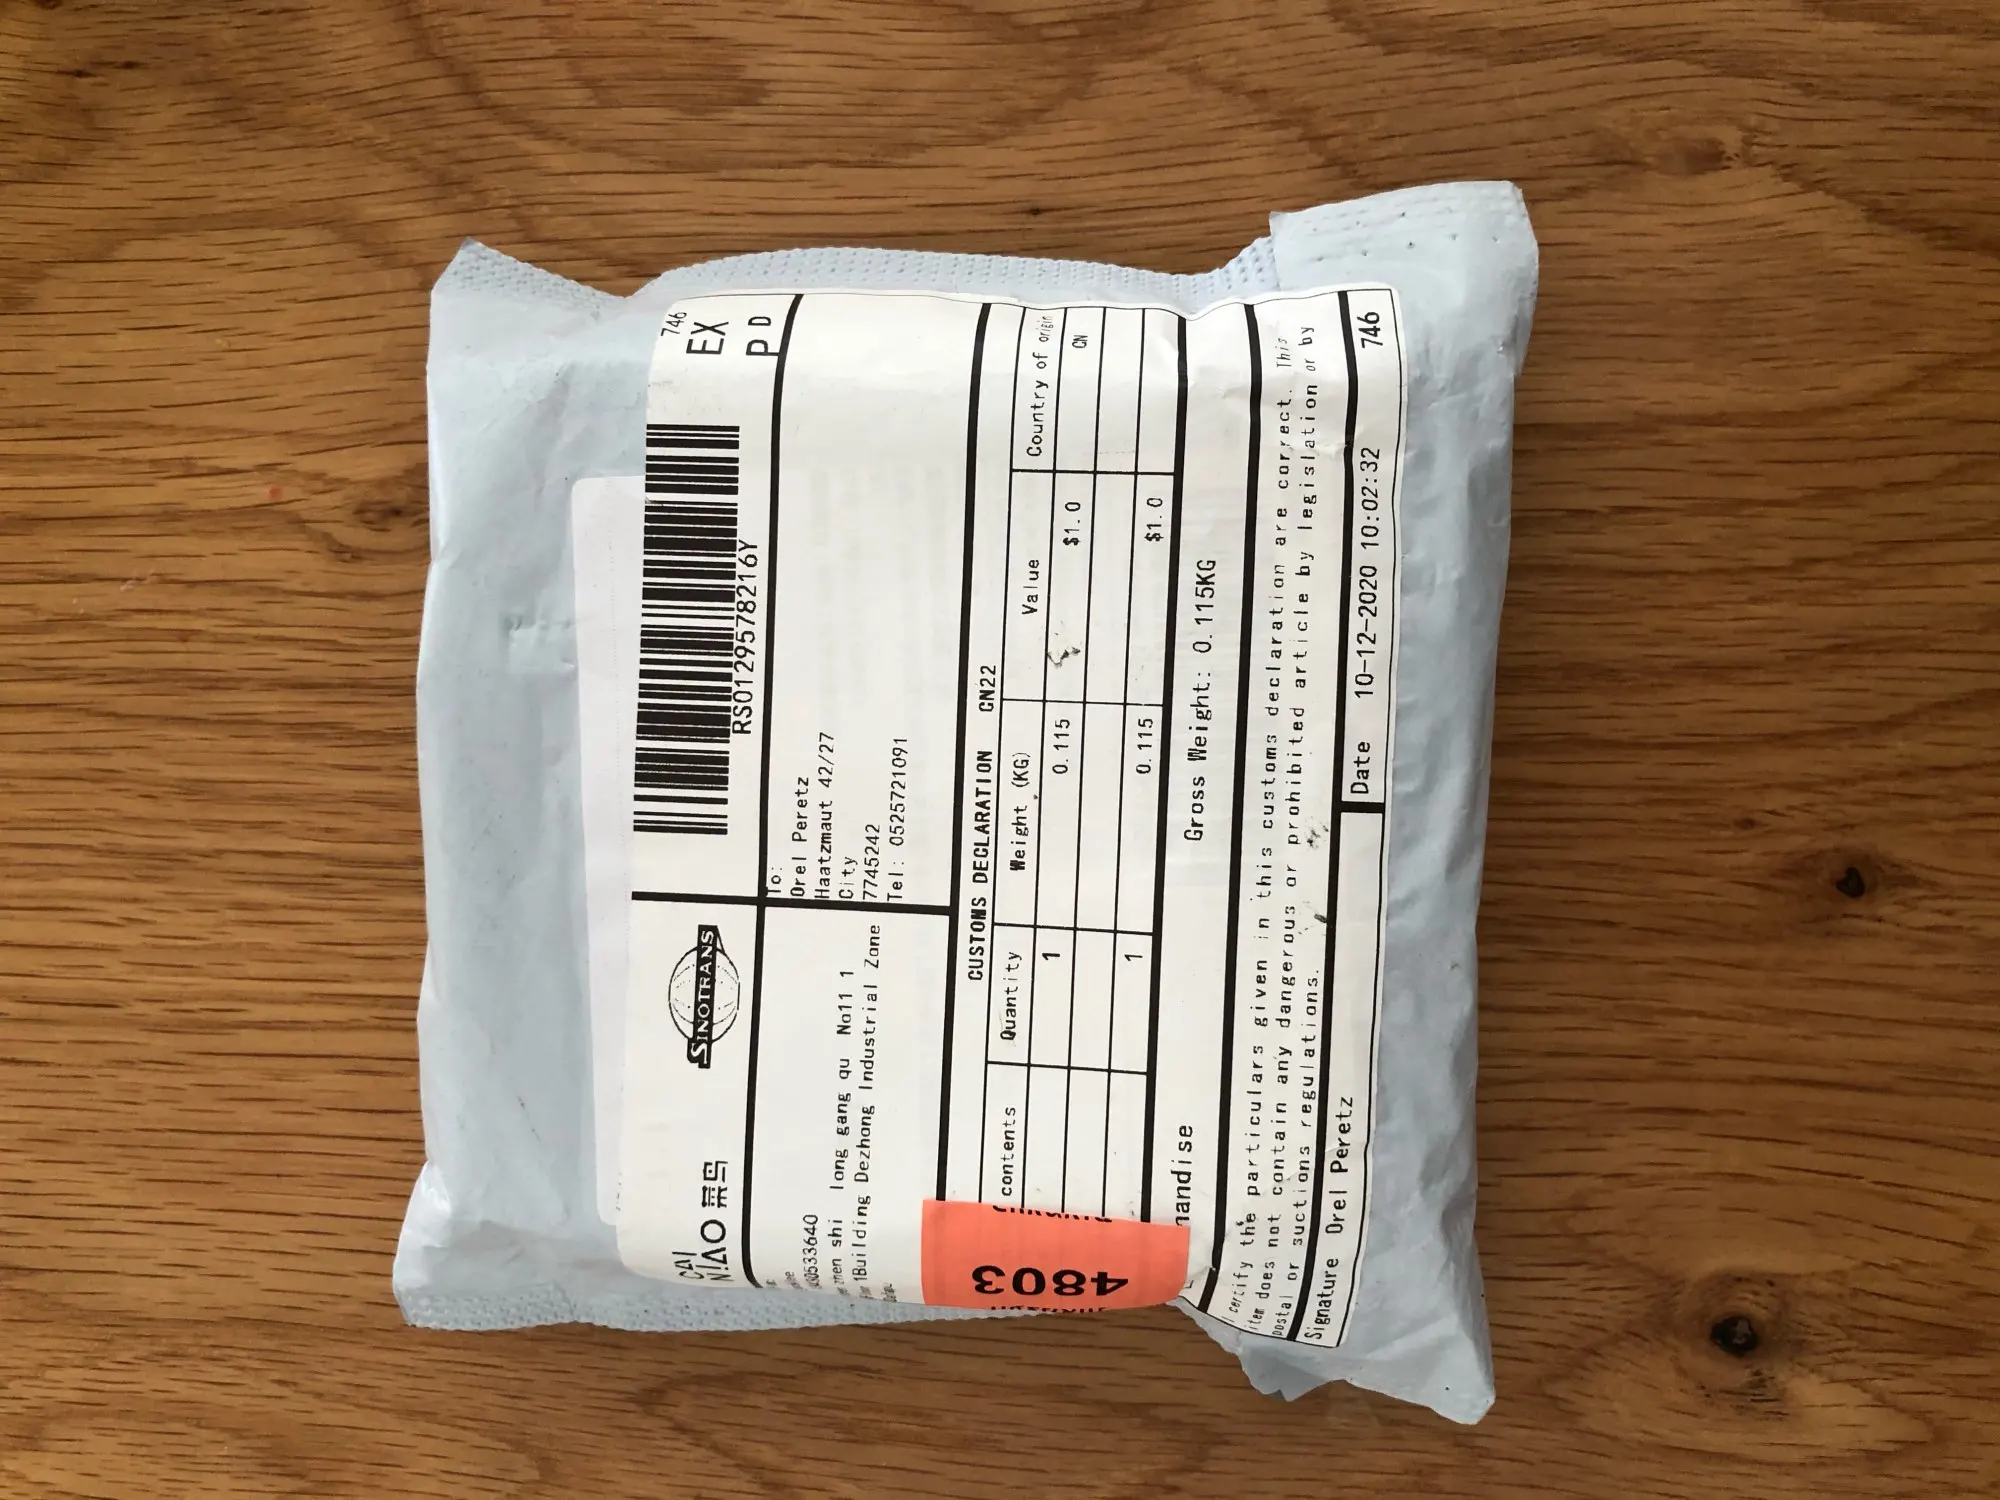 CAI
NIAO 菜鸟
SINOTRANS
RS0129578216Y
746
EX
P D
men shi long gang qu No11 1
1Building Dezhong Industrial Zone
To:
Orel Peretz
Haatzmaut 42/27
City
7745242
Tel: 0525721091
CUSTOMS DECLARATION CN22
contents Quantity Weight (KG) Value Country of origin
1 0.115 $1.0 CN
1 0.115 $1.0
Gross Weight: 0.115KG
4803
I certify the particulars given in this customs declaration are correct. This
item does not contain any dangerous or prohibited article by legislation or by
postal or suctions regulations.
Signature Orel Peretz
Date 10-12-2020 10:02:32 746